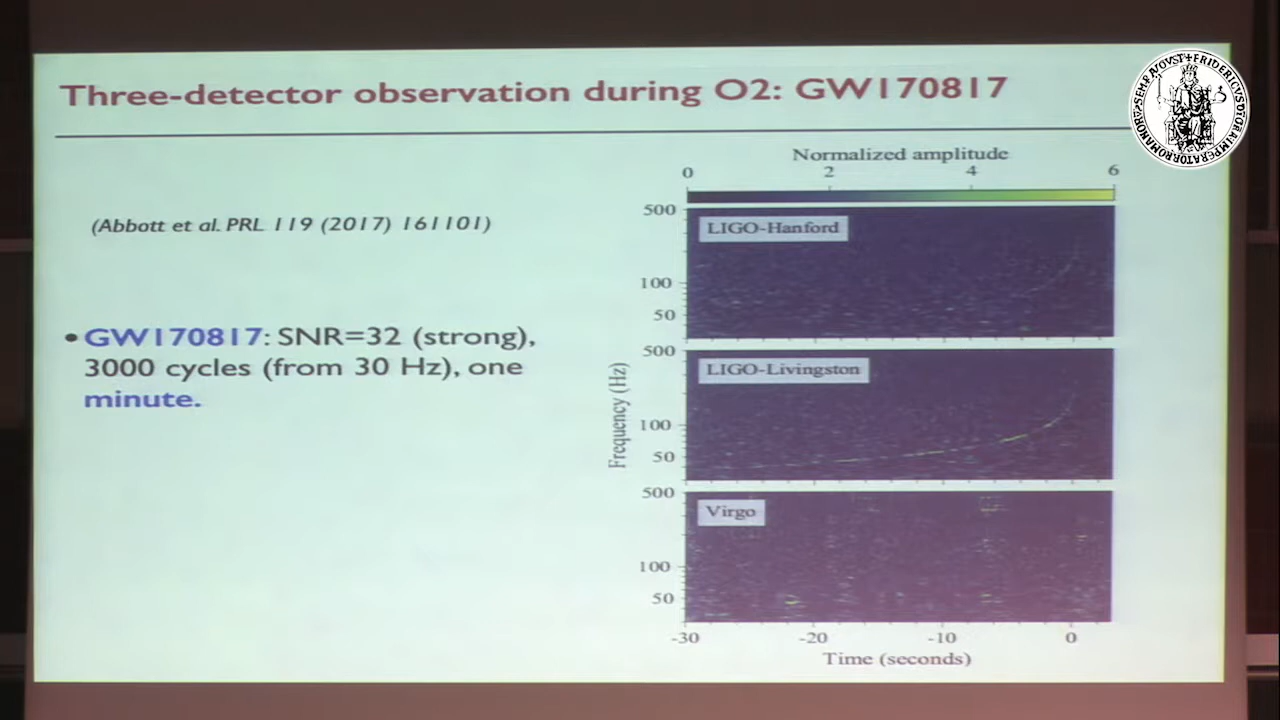 Three-detector observation during O2: GW170817
(Abbott et al. PRL 119 (2017) 161101)
• GW170817: SNR=32 (strong),
3000 cycles (from 30 Hz), one
minute.
Normalized amplitude
0 2 4 6
500
LIGO-Hanford
100
50
500
LIGO-Livingston
100
50
Frequency (Hz)
500
Virgo
100
50
-30 -20 -10 0
Time (seconds)